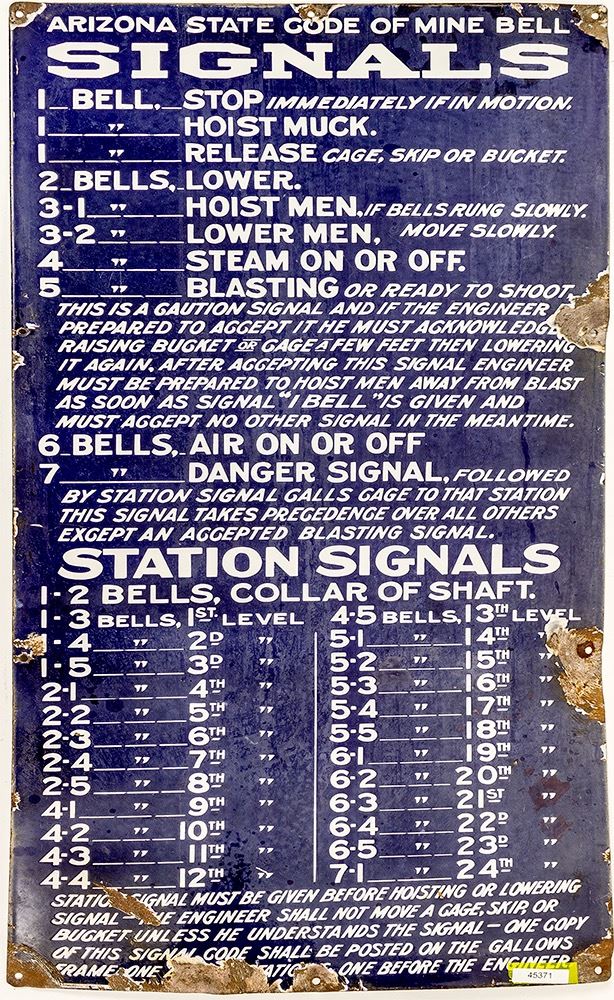 ARIZONA STATE CODE OF MINE BELL
SIGNALS
1 BELL, STOP IMMEDIATELY IF IN MOTION.
1 " HOIST MUCK.
1 " RELEASE CAGE, SKIP OR BUCKET.
2 BELLS, LOWER.
3-1 " HOIST MEN, IF BELLS RUNG SLOWLY.
3-2 " LOWER MEN, MOVE SLOWLY.
4 " STEAM ON OR OFF.
5 " BLASTING OR READY TO SHOOT
THIS IS A CAUTION SIGNAL AND IF THE ENGINEER
PREPARED TO ACCEPT IT HE MUST ACKNOWLEDGE
RAISING BUCKET OR CAGE A FEW FEET THEN LOWERING
IT AGAIN. AFTER ACCEPTING THIS SIGNAL ENGINEER
MUST BE PREPARED TO HOIST MEN AWAY FROM BLAST
AS SOON AS SIGNAL "1 BELL" IS GIVEN AND
MUST ACCEPT NO OTHER SIGNAL IN THE MEANTIME.
6 BELLS, AIR ON OR OFF
7 " DANGER SIGNAL, FOLLOWED
BY STATION SIGNAL CALLS CAGE TO THAT STATION
THIS SIGNAL TAKES PRECEDENCE OVER ALL OTHERS
EXCEPT AN ACCEPTED BLASTING SIGNAL.
STATION SIGNALS
1-2 BELLS, COLLAR OF SHAFT.
1-3 BELLS, 1ST LEVEL
1-4 " 2D "
1-5 " 3D "
2-1 " 4TH "
2-2 " 5TH "
2-3 " 6TH "
2-4 " 7TH "
2-5 " 8TH "
4-1 " 9TH "
4-2 " 10TH "
4-3 " 11TH "
4-4 " 12TH "
4-5 BELLS, 13TH LEVEL
5-1 " 14TH "
5-2 " 15TH
5-3 " 16TH
5-4 " 17TH "
5-5 " 18TH "
6-1 " 19TH "
6-2 " 20TH "
6-3 " 21ST "
6-4 " 22D "
6-5 " 23D "
7-1 " 24TH "
STATION SIGNAL MUST BE GIVEN BEFORE HOISTING OR LOWERING
SIGNAL - THE ENGINEER SHALL NOT MOVE A CAGE, SKIP, OR
BUCKET UNLESS HE UNDERSTANDS THE SIGNAL - ONE COPY
OF THIS SIGNAL CODE SHALL BE POSTED ON THE GALLOWS
FRAME, ONE ONE BEFORE THE ENGINEER.
45371